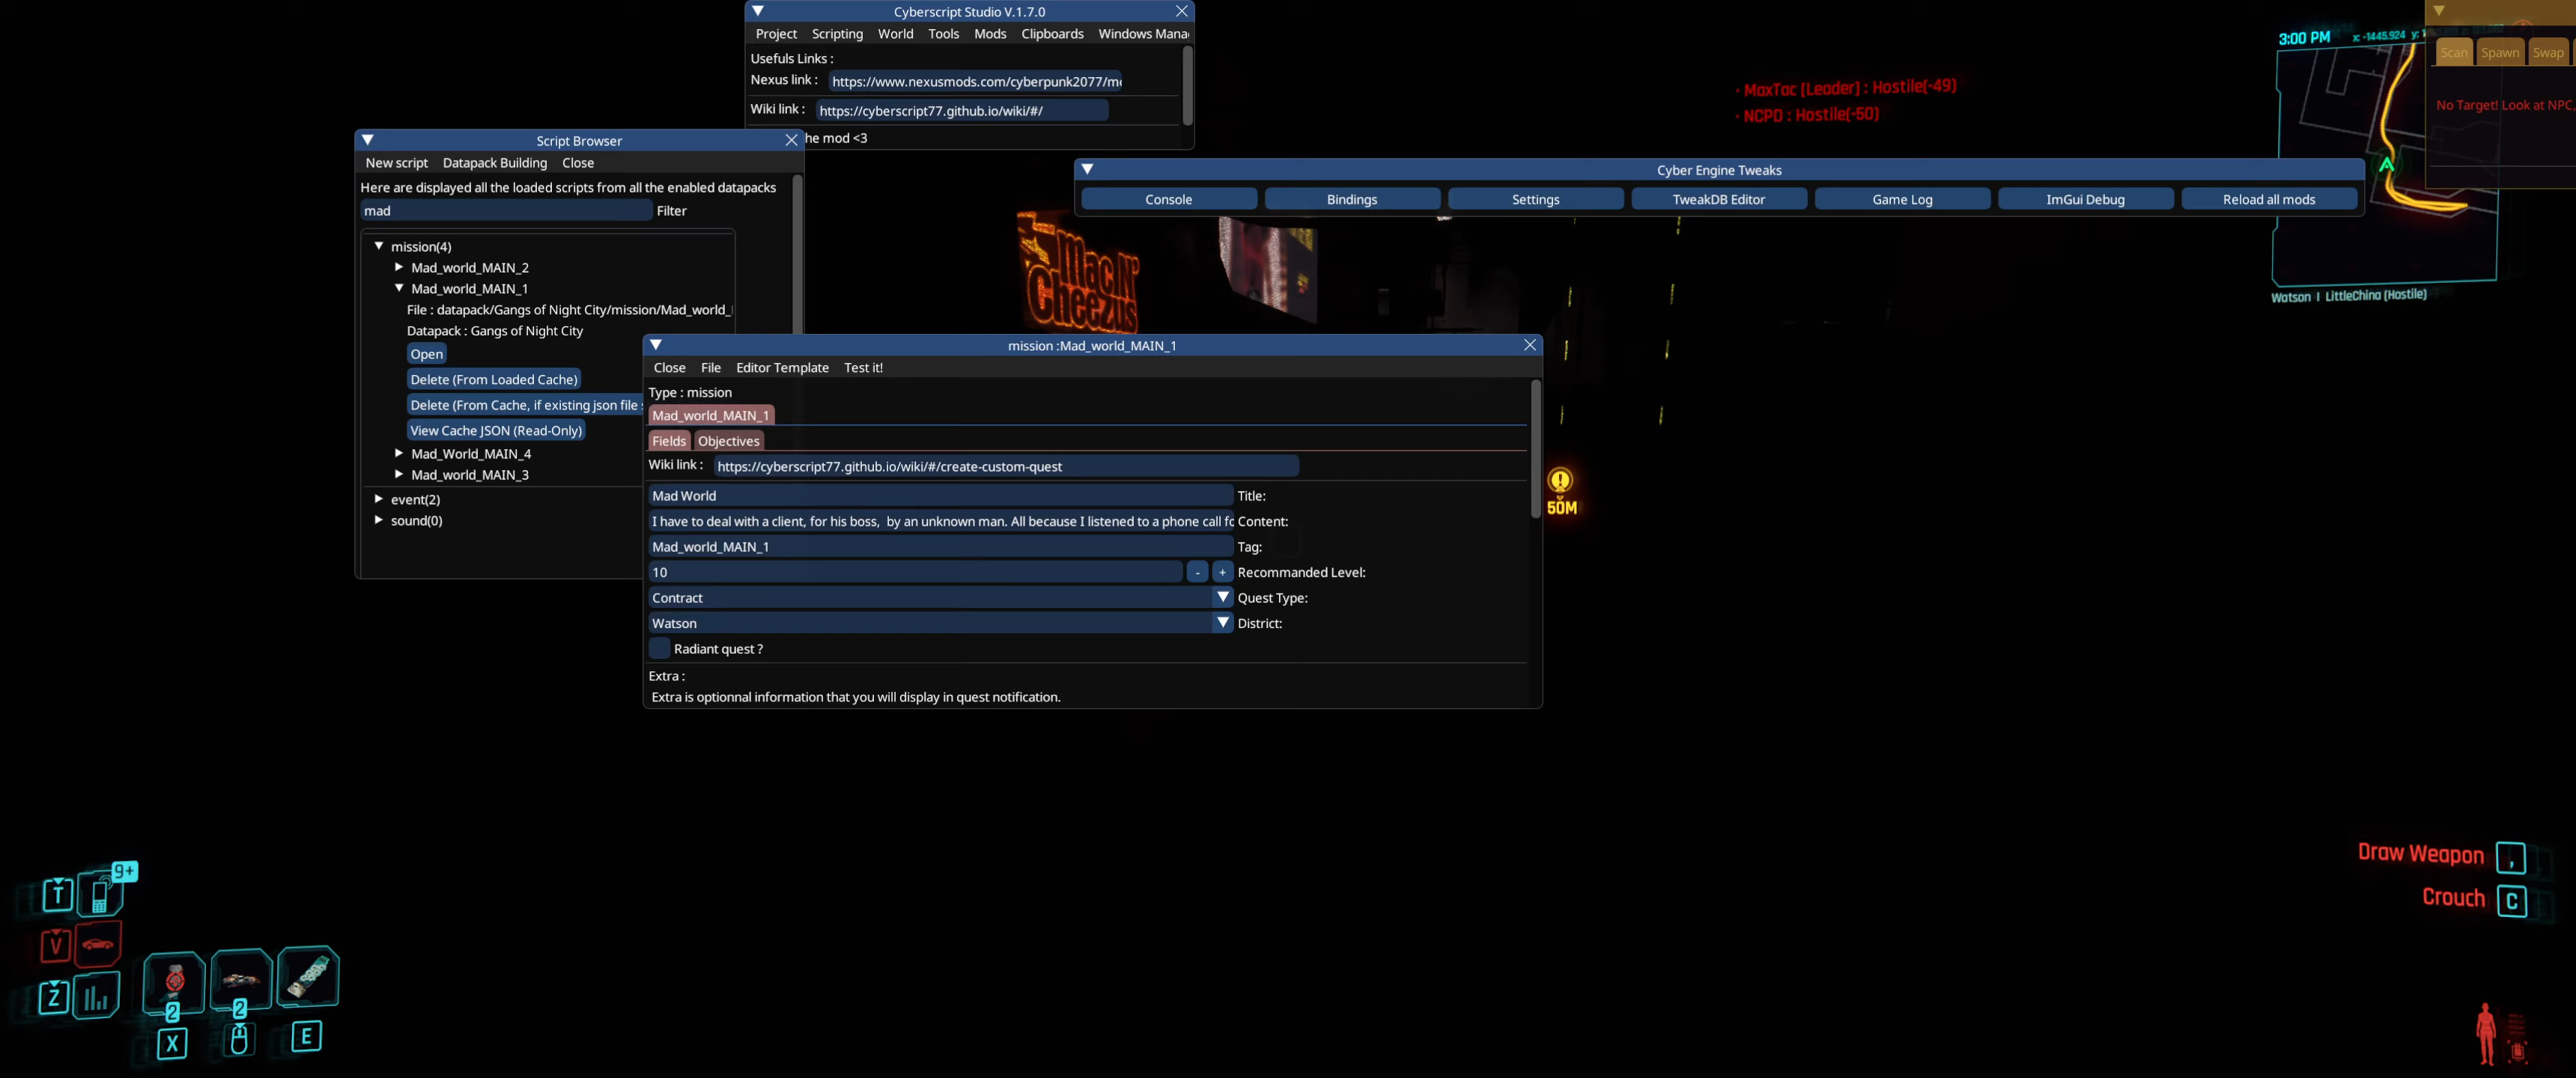 Cyberscript Studio V.1.7.0
Project Scripting World Tools Mods Clipboards Windows Mana
Usefuls Links :
Nexus link : https://www.nexusmods.com/cyberpunk2077/mo
Wiki link : https://cyberscript77.github.io/wiki/#/
he mod <3
Script Browser
New script Datapack Building Close
Here are displayed all the loaded scripts from all the enabled datapacks
mad Filter
mission(4)
Mad_world_MAIN_2
Mad_world_MAIN_1
File : datapack/Gangs of Night City/mission/Mad_world_
Datapack : Gangs of Night City
Open
Delete (From Loaded Cache)
Delete (From Cache, if existing json file
View Cache JSON (Read-Only)
Mad_World_MAIN_4
Mad_world_MAIN_3
event(2)
sound(0)
mission :Mad_world_MAIN_1
Close File Editor Template Test it!
Type : mission
Mad_world_MAIN_1
Fields Objectives
Wiki link : https://cyberscript77.github.io/wiki/#/create-custom-quest
Mad World Title:
I have to deal with a client, for his boss,  by an unknown man. All because I listened to a phone call fo Content:
Mad_world_MAIN_1 Tag:
10 - + Recommanded Level:
Contract Quest Type:
Watson District:
Radiant quest ?
Extra :
Extra is optionnal information that you will display in quest notification.
Cyber Engine Tweaks
Console Bindings Settings TweakDB Editor Game Log ImGui Debug Reload all mods
• MaxTac [Leader] : Hostile(-49)
• NCPD : Hostile(-50)
Mac N'
Cheezus
3:00 PM x: -1445.924 y:
Scan Spawn Swap
No Target! Look at NPC,
Watson | LittleChina (Hostile)
50M
9+
T
V
Z
2
2
X
E
Draw Weapon ,
Crouch C